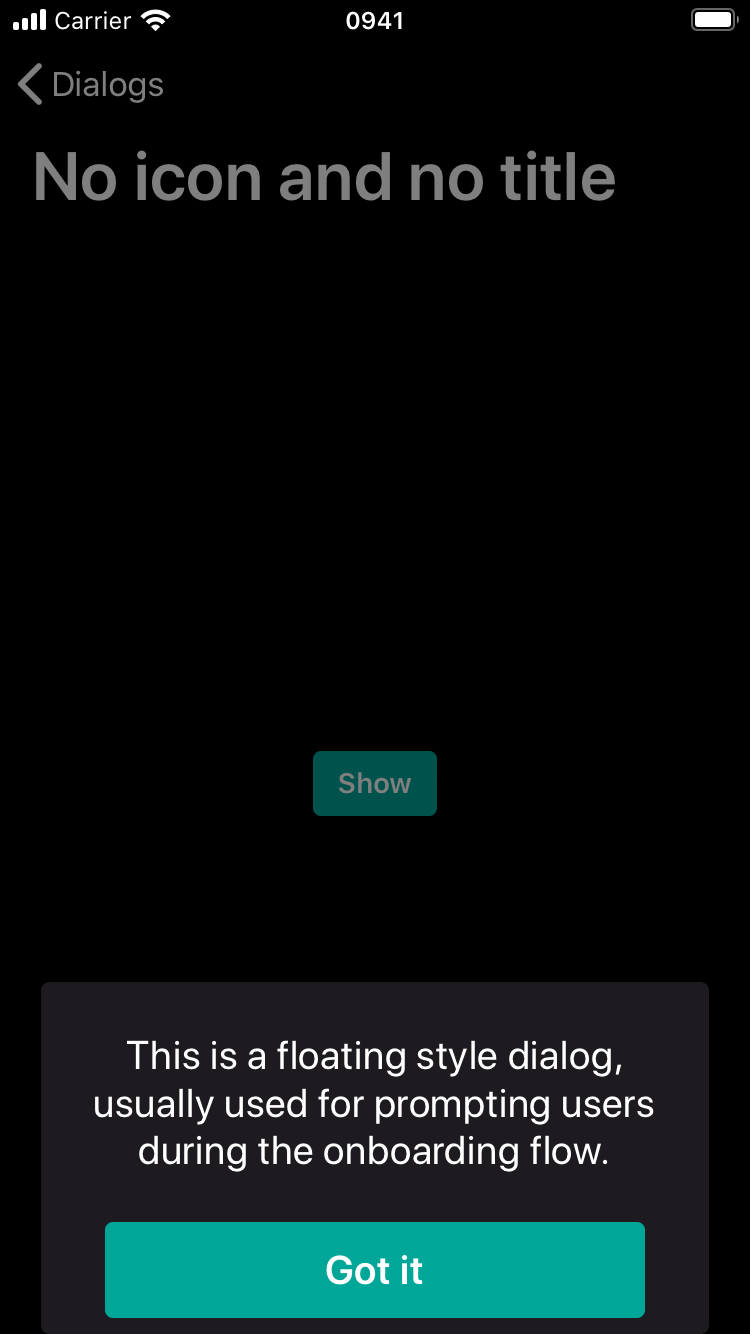 Carrier 0941
Dialogs
No icon and no title
Show
This is a floating style dialog,
usually used for prompting users
during the onboarding flow.
Got it